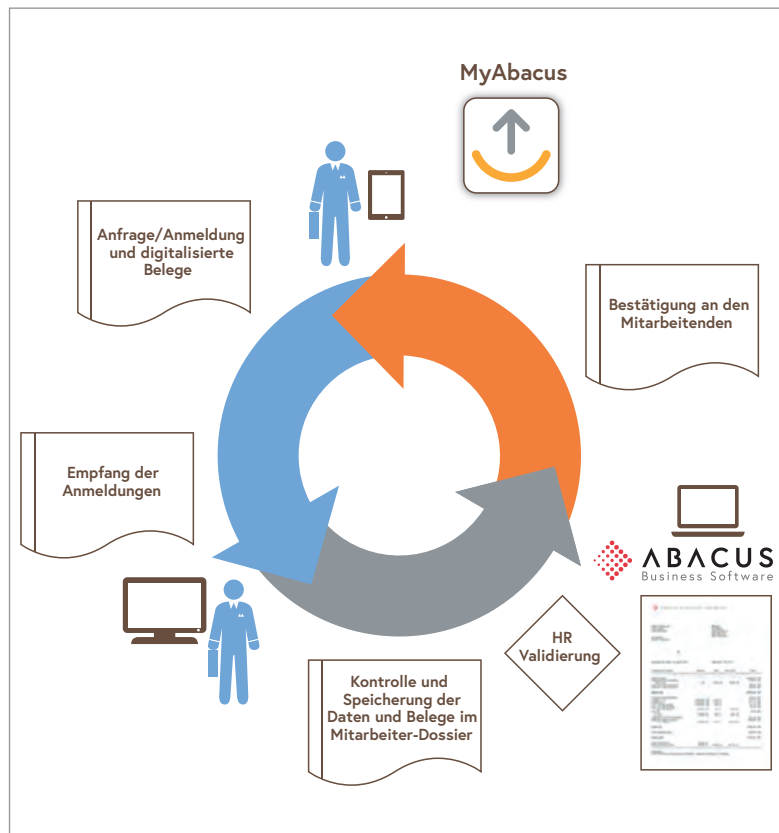 MyAbacus
Anfrage/Anmeldung
und digitalisierte
Belege
Bestätigung an den
Mitarbeitenden
Empfang der
Anmeldungen
ABACUS
Business Software
HR
Validierung
Kontrolle und
Speicherung der
Daten und Belege im
Mitarbeiter-Dossier